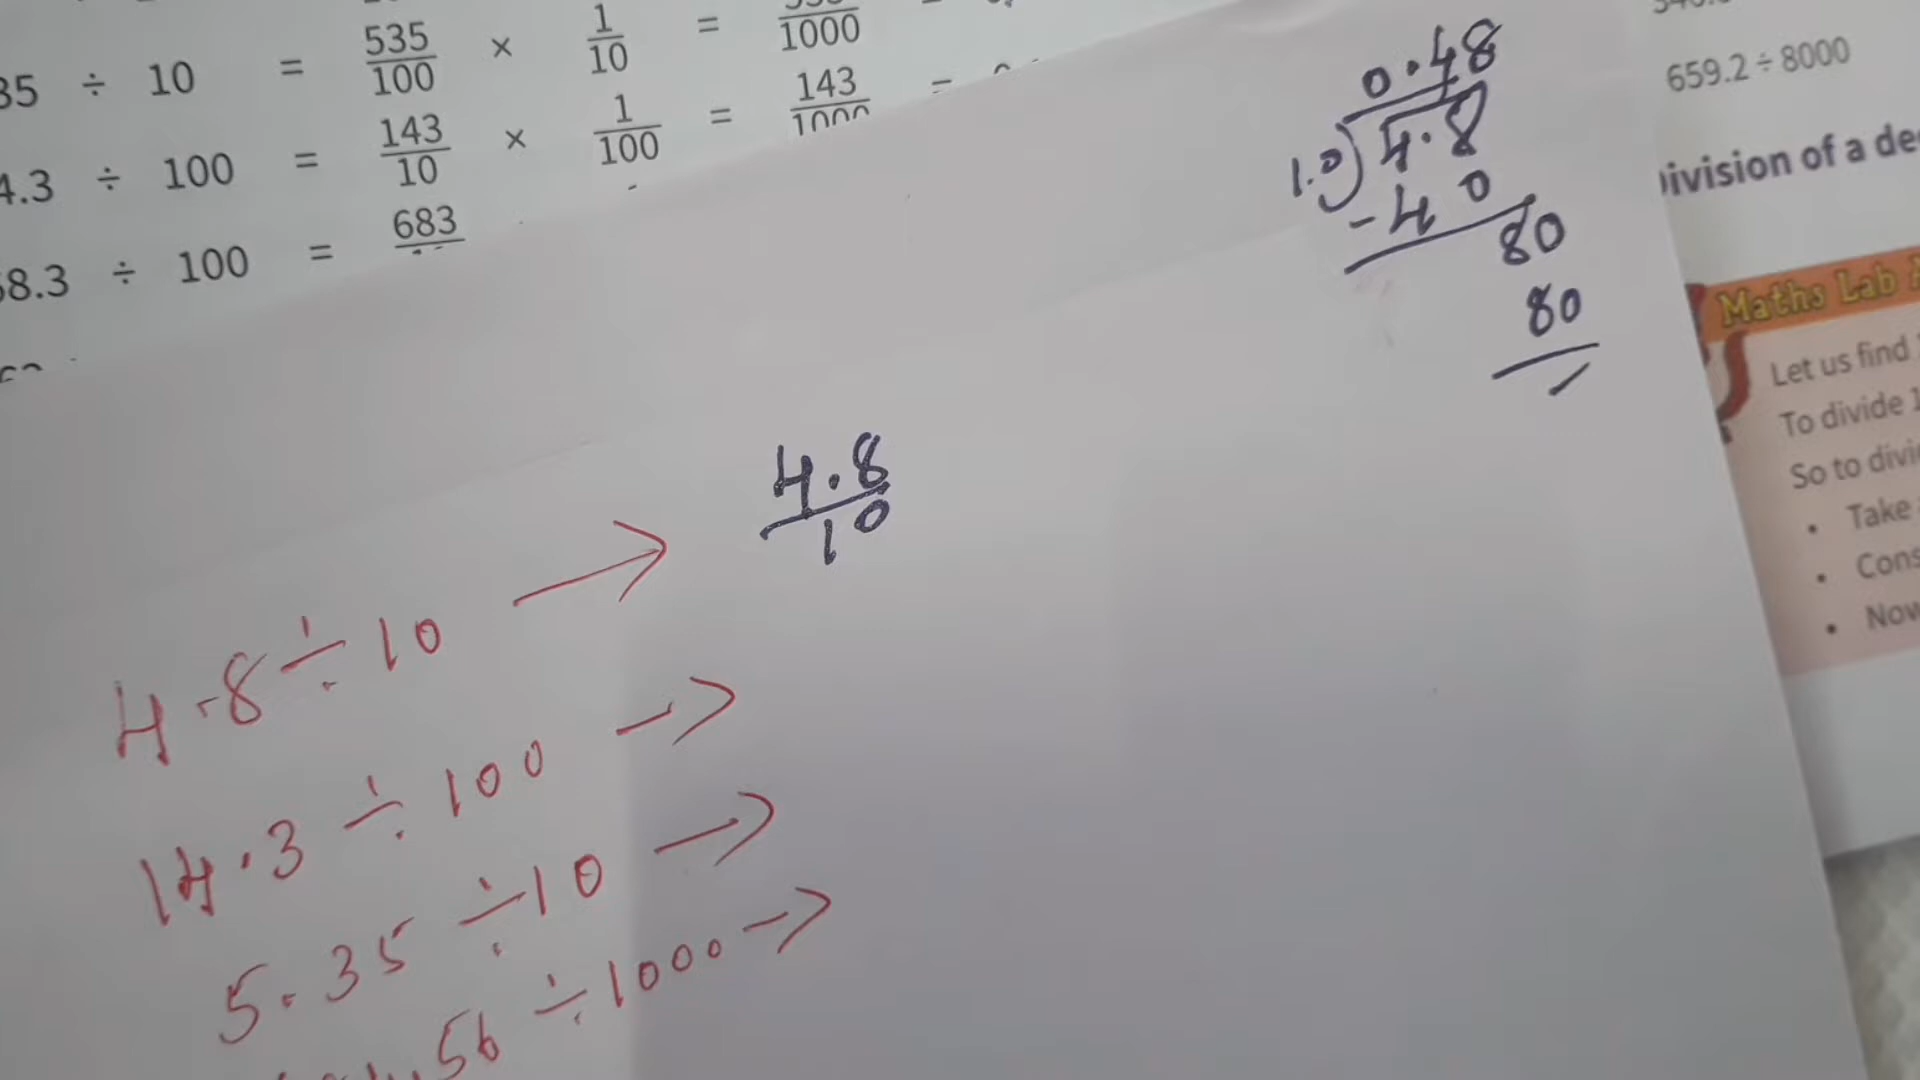 35 ÷ 10 = 535/100 × 1/10 = /1000 =
4.3 ÷ 100 = 143/10 × 1/100 = 143/1000 =
8.3 ÷ 100 = 683
659.2 ÷ 8000
ivision of a de
Maths Lab
Let us find
To divide 1
So to divi
• Take
• Cons
• Now
0.48
10)4.8
-40
80
80
4.8/10
4.8 ÷ 10 →
14.3 ÷ 100 →
5.35 ÷ 10 →
.56 ÷ 1000 →